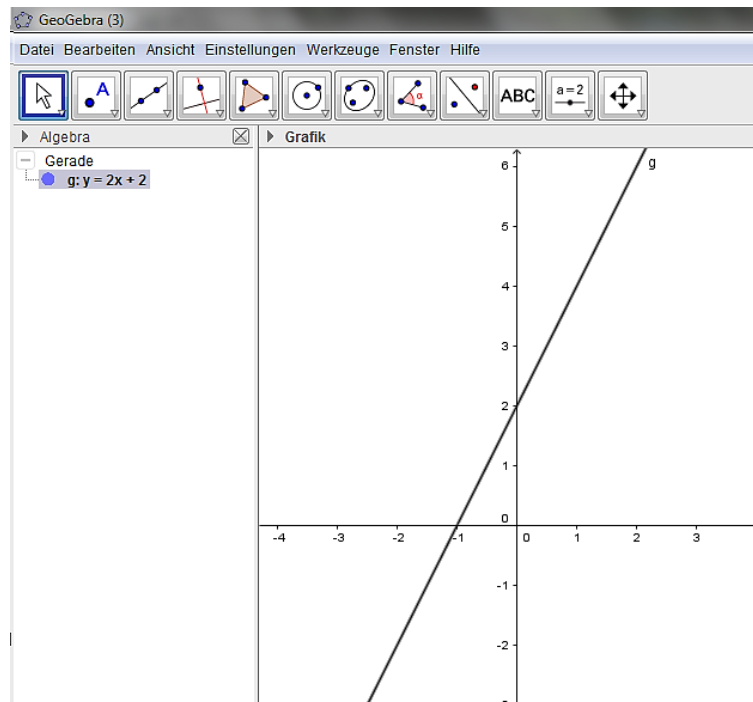 GeoGebra (3)
Datei Bearbeiten Ansicht Einstellungen Werkzeuge Fenster Hilfe
A α ABC a=2
Algebra
Grafik
Gerade
g: y = 2x + 2
g
6
5
4
3
2
1
0
-4 -3 -2 -1 0 1 2 3
-1
-2